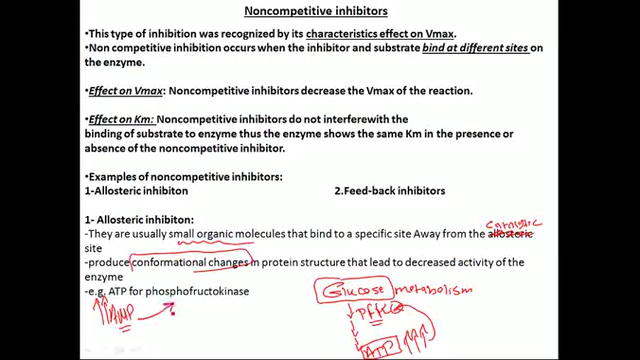 Noncompetitive inhibitors
•This type of inhibition was recognized by its characteristics effect on Vmax.
•Non competitive inhibition occurs when the inhibitor and substrate bind at different sites on
the enzyme.
•Effect on Vmax: Noncompetitive inhibitors decrease the Vmax of the reaction.
•Effect on Km: Noncompetitive inhibitors do not interferewith the
binding of substrate to enzyme thus the enzyme shows the same Km in the presence or
absence of the noncompetitive inhibitor.
•Examples of noncompetitive inhibitors:
1-Allosteric inhibiton 2.Feed-back inhibitors
1- Allosteric inhibiton:
catalytic
-They are usually small organic molecules that bind to a specific site Away from the allosteric
site
-produce conformational changes in protein structure that lead to decreased activity of the
enzyme
-e.g. ATP for phosphofructokinase
Glucose metabolism
AMP
PFK
ATP